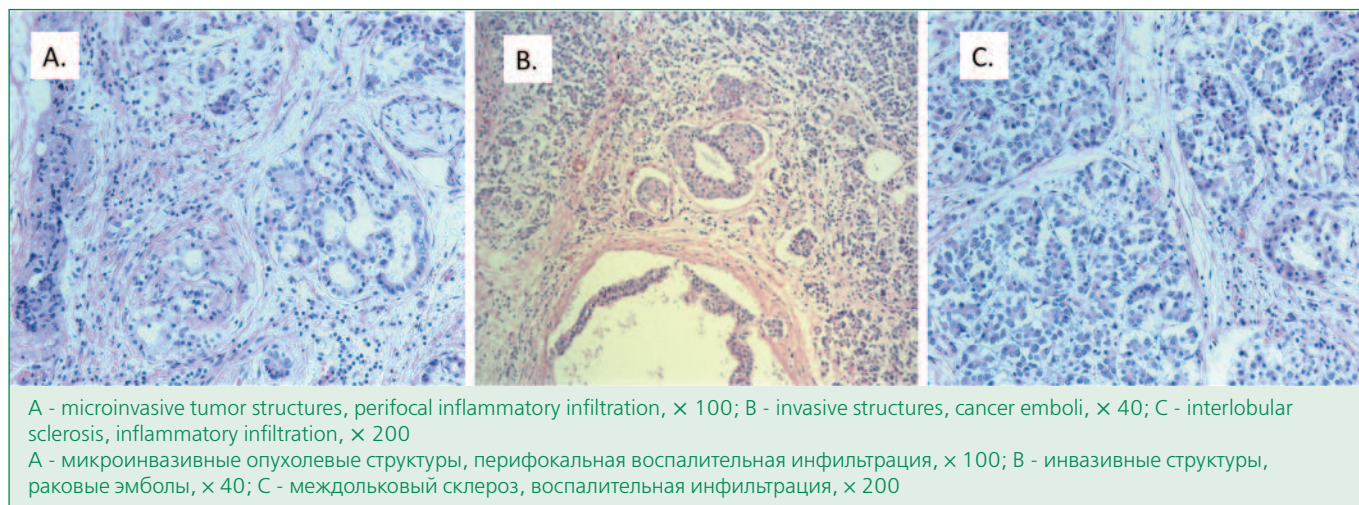 A.
B.
C.
A - microinvasive tumor structures, perifocal inflammatory infiltration, × 100; B - invasive structures, cancer emboli, × 40; C - interlobular
sclerosis, inflammatory infiltration, × 200
A - микроинвазивные опухолевые структуры, перифокальная воспалительная инфильтрация, × 100; B - инвазивные структуры,
раковые эмболы, × 40; C - междольковый склероз, воспалительная инфильтрация, × 200